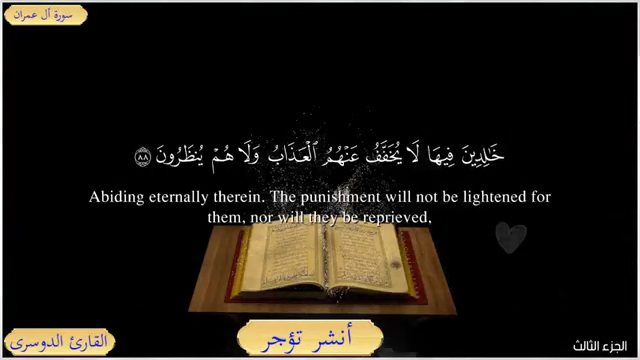 سورة آل عمران
خَٰلِدِينَ فِيهَا لَا يُخَفَّفُ عَنْهُمُ ٱلْعَذَابُ وَلَا هُمْ يُنظَرُونَ ٨٨
Abiding eternally therein. The punishment will not be lightened for
them, nor will they be reprieved,
القارئ الدوسرى
أنشر تؤجر
الجزء الثالث